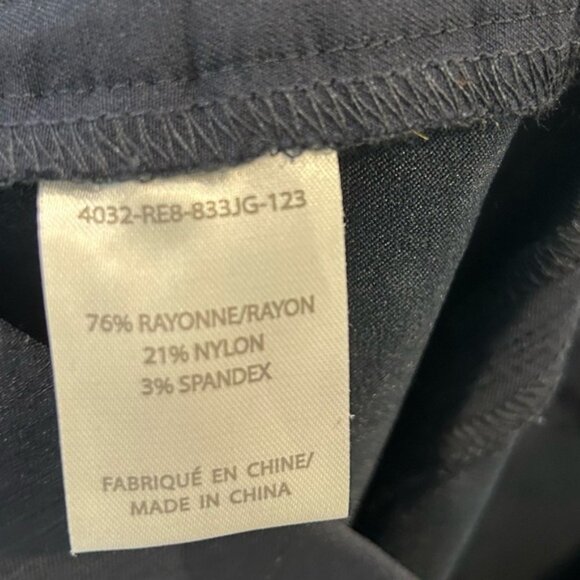 4032-RE8-833JG-123
76% RAYONNE/RAYON
21% NYLON
3% SPANDEX
FABRIQUÉ EN CHINE/
MADE IN CHINA